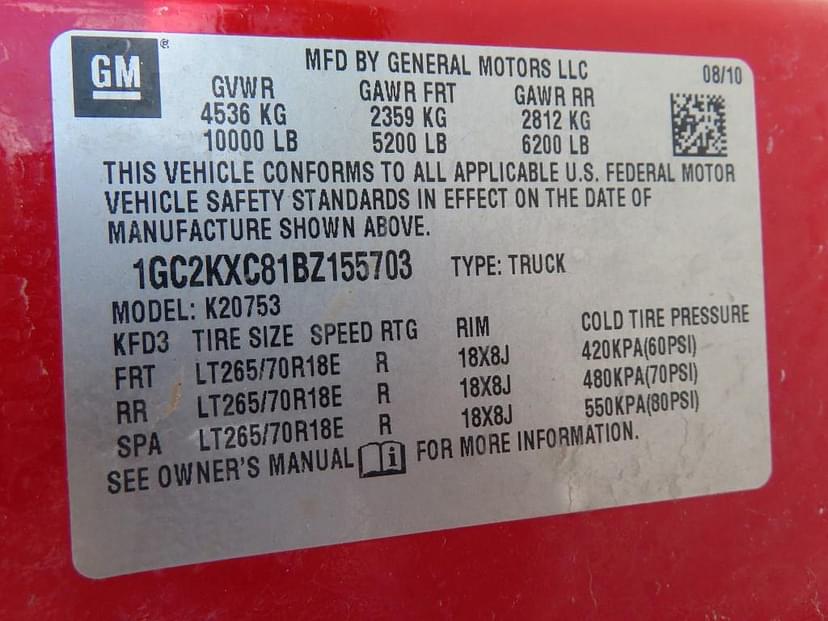 GM ®
MFD BY GENERAL MOTORS LLC 08/10
GVWR GAWR FRT GAWR RR
4536 KG 2359 KG 2812 KG
10000 LB 5200 LB 6200 LB
THIS VEHICLE CONFORMS TO ALL APPLICABLE U.S. FEDERAL MOTOR
VEHICLE SAFETY STANDARDS IN EFFECT ON THE DATE OF
MANUFACTURE SHOWN ABOVE.
1GC2KXC81BZ155703 TYPE: TRUCK
MODEL: K20753
KFD3 TIRE SIZE SPEED RTG RIM COLD TIRE PRESSURE
FRT LT265/70R18E R 18X8J 420KPA(60PSI)
RR LT265/70R18E R 18X8J 480KPA(70PSI)
SPA LT265/70R18E R 18X8J 550KPA(80PSI)
SEE OWNER'S MANUAL i FOR MORE INFORMATION.